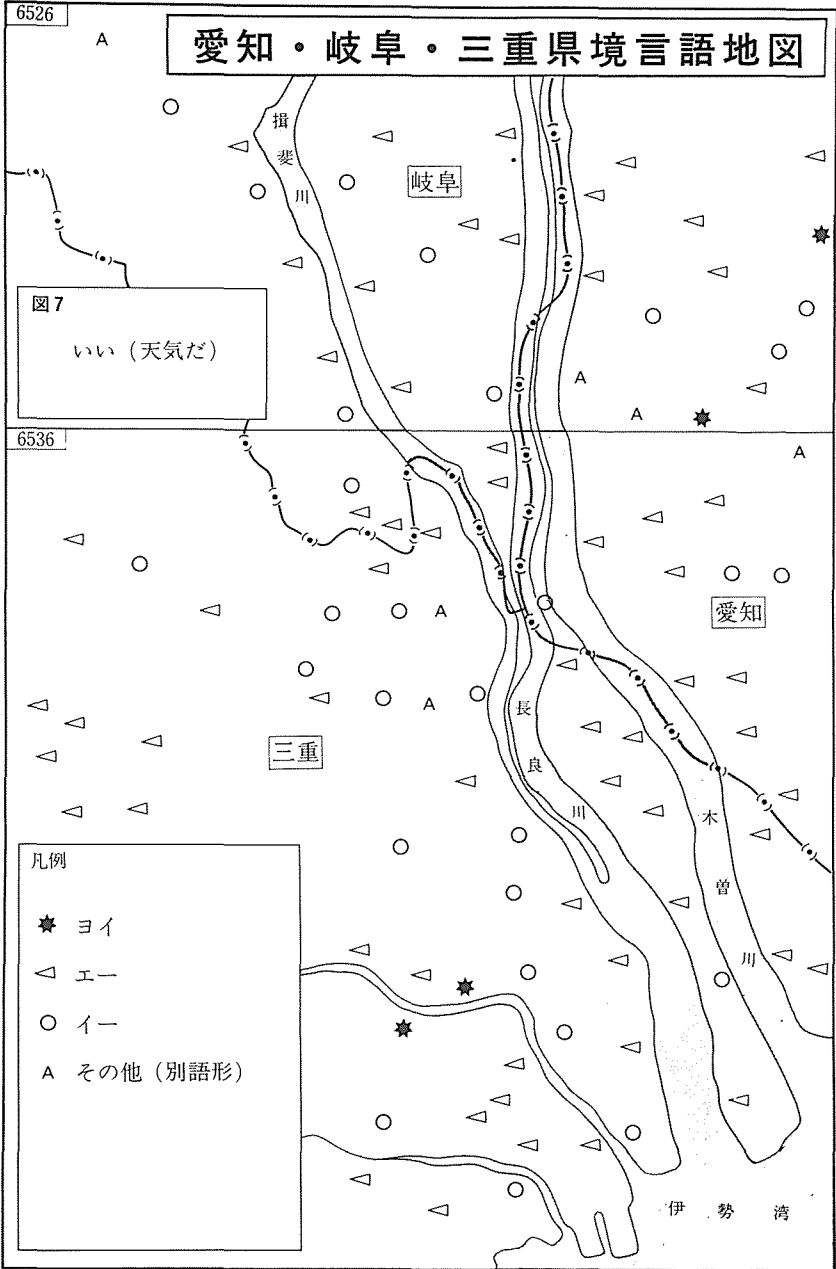 6526
愛知・岐阜・三重県境言語地図
A
揖斐川
岐阜
図7
いい（天気だ）
A
A
6536
A
愛知
A
A
長良川
三重
木曽川
凡例
ヨイ
エー
イー
A その他（別語形）
伊勢湾